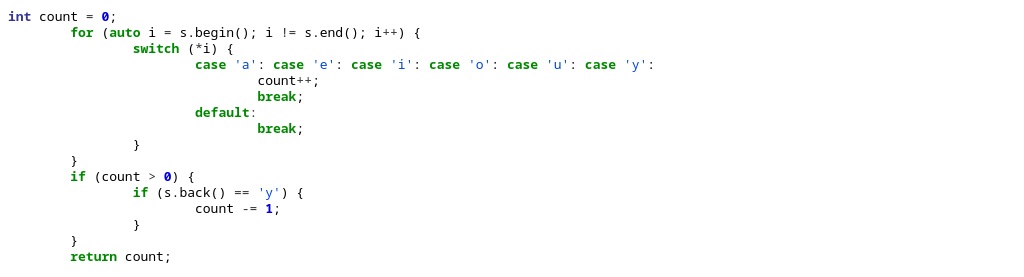 int count = 0;
for (auto i = s.begin(); i != s.end(); i++) {
switch (*i) {
case 'a': case 'e': case 'i': case 'o': case 'u': case 'y':
count++;
break;
default:
break;
}
}
if (count > 0) {
if (s.back() == 'y') {
count -= 1;
}
}
return count;